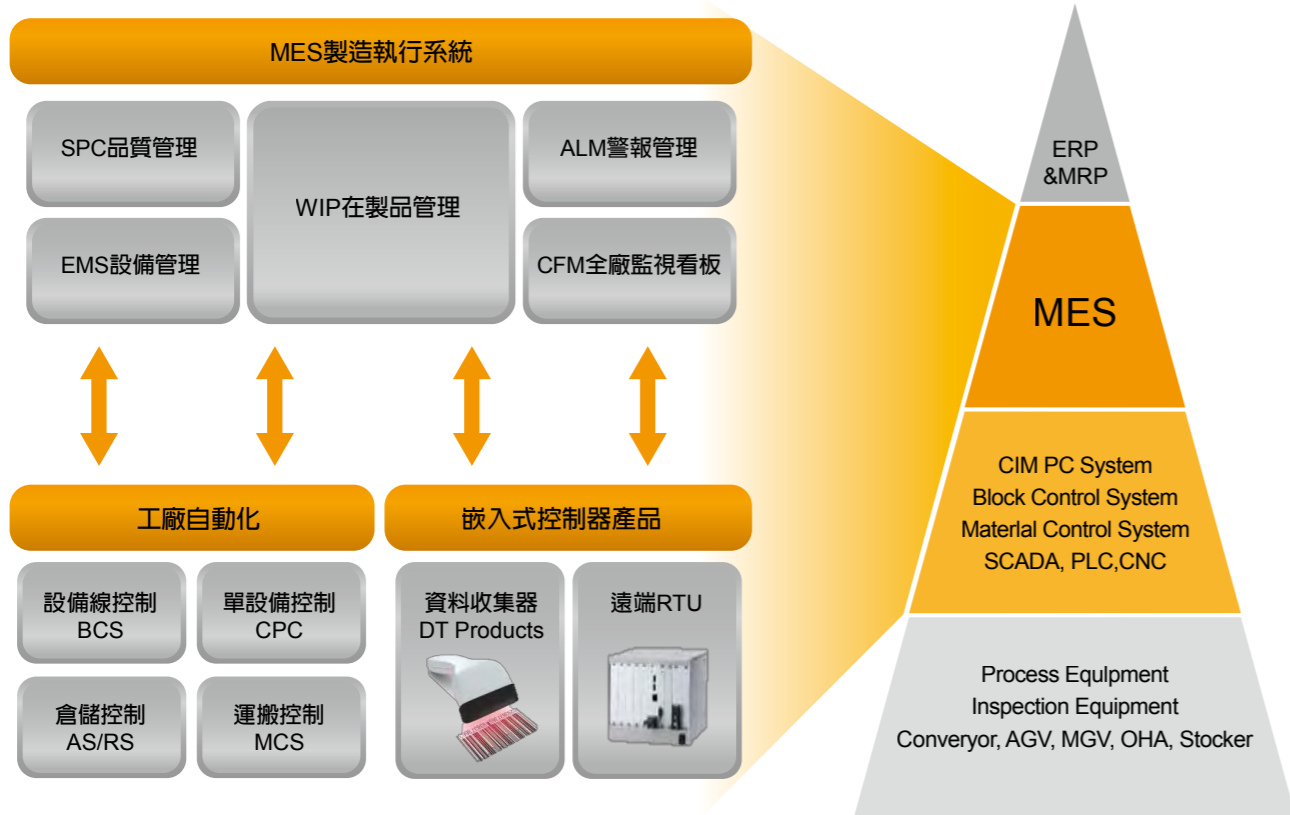 MES製造執行系統
SPC品質管理
WIP在製品管理
ALM警報管理
EMS設備管理
CFM全廠監視看板
工廠自動化
嵌入式控制器產品
設備線控制
BCS
單設備控制
CPC
倉儲控制
AS/RS
運搬控制
MCS
資料收集器
DT Products
遠端RTU
ERP
&MRP
MES
CIM PC System
Block Control System
Materlal Control System
SCADA, PLC,CNC
Process Equlpment
Inspection Equipment
Converyor, AGV, MGV, OHA, Stocker